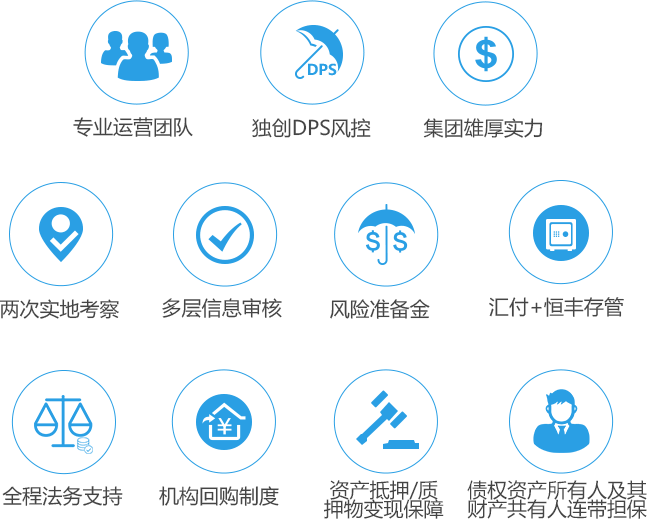 DPS
$
专业运营团队
独创DPS风控
集团雄厚实力
$ $
两次实地考察
多层信息审核
风险准备金
汇付+恒丰存管
¥
全程法务支持
机构回购制度
资产抵押/质
押物变现保障
债权资产所有人及其
财产共有人连带担保